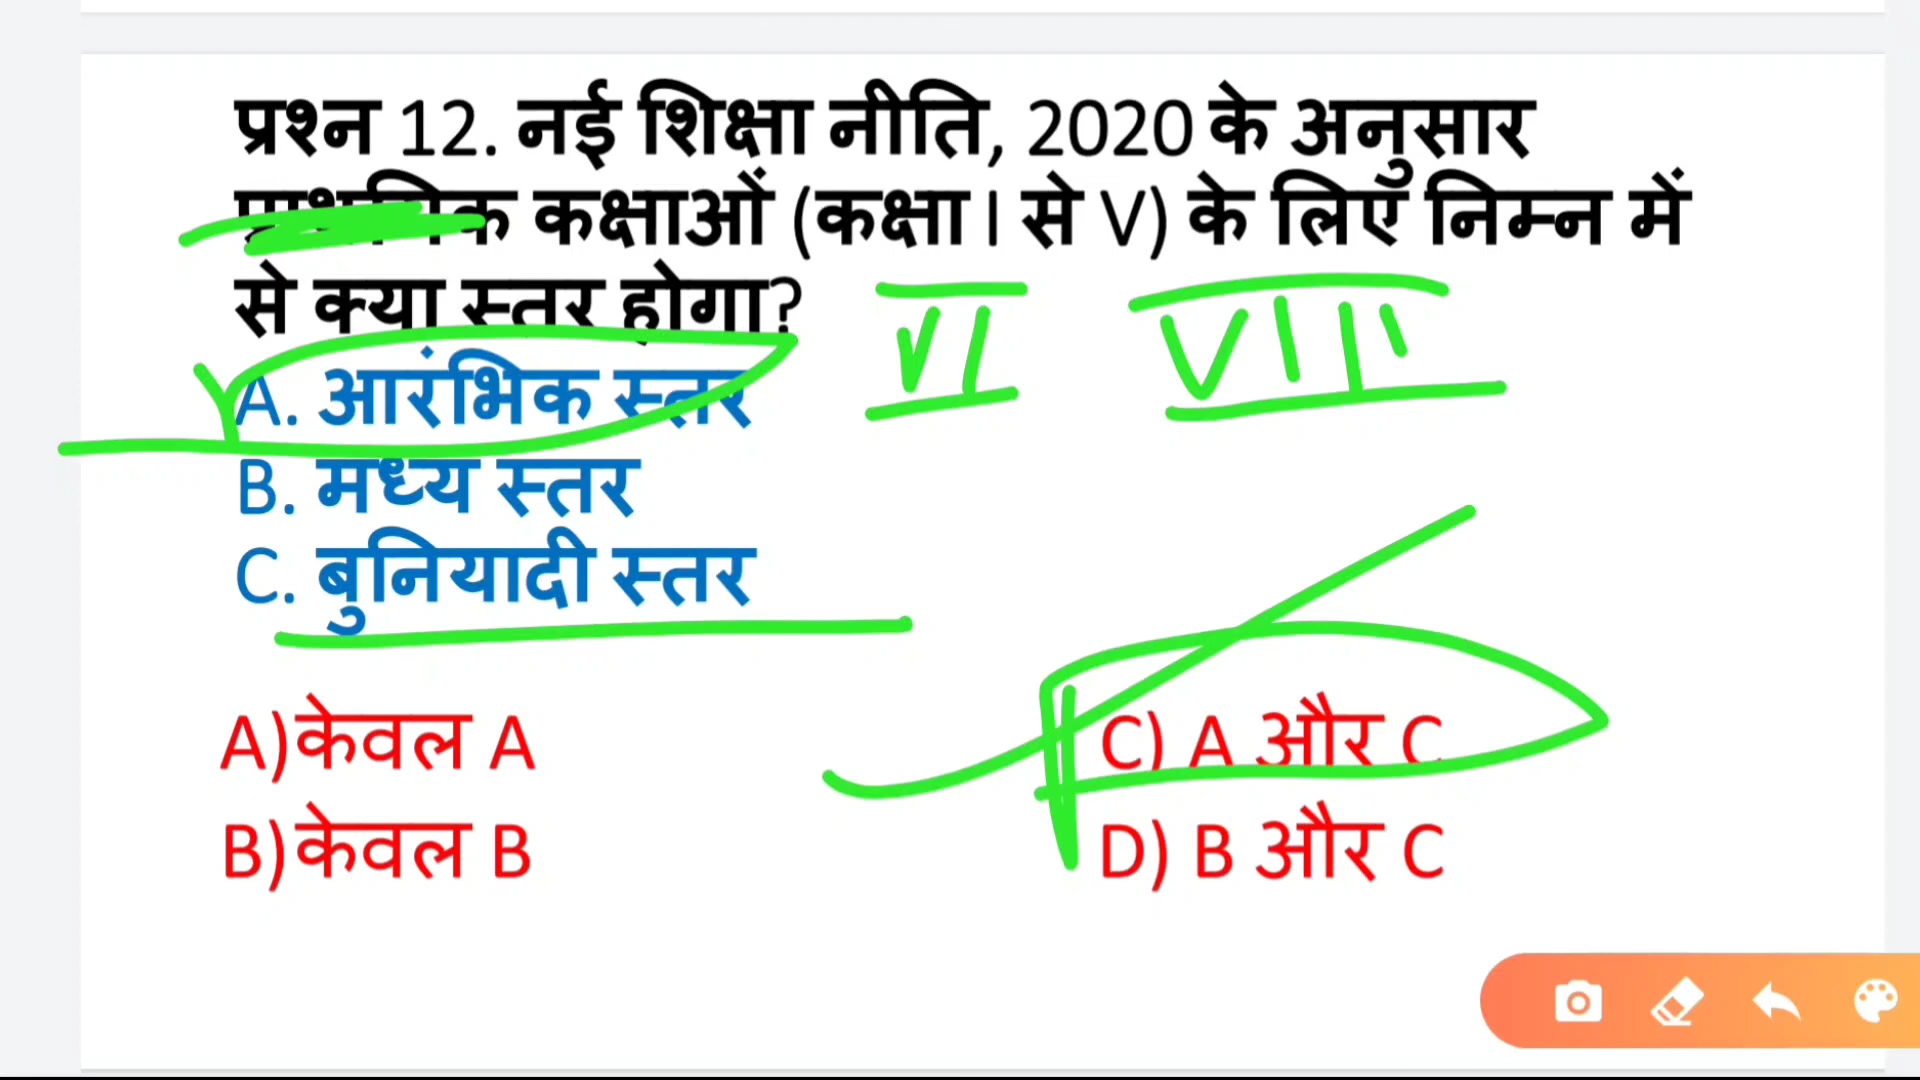 प्रश्न 12. नई शिक्षा नीति, 2020 के अनुसार
प्राथमिक कक्षाओं (कक्षा I से V) के लिए निम्न में
से क्या स्तर होगा?
VI VIII
A. आरंभिक स्तर
B. मध्य स्तर
C. बुनियादी स्तर
A)केवल A
C) A और C
B)केवल B
D) B और C